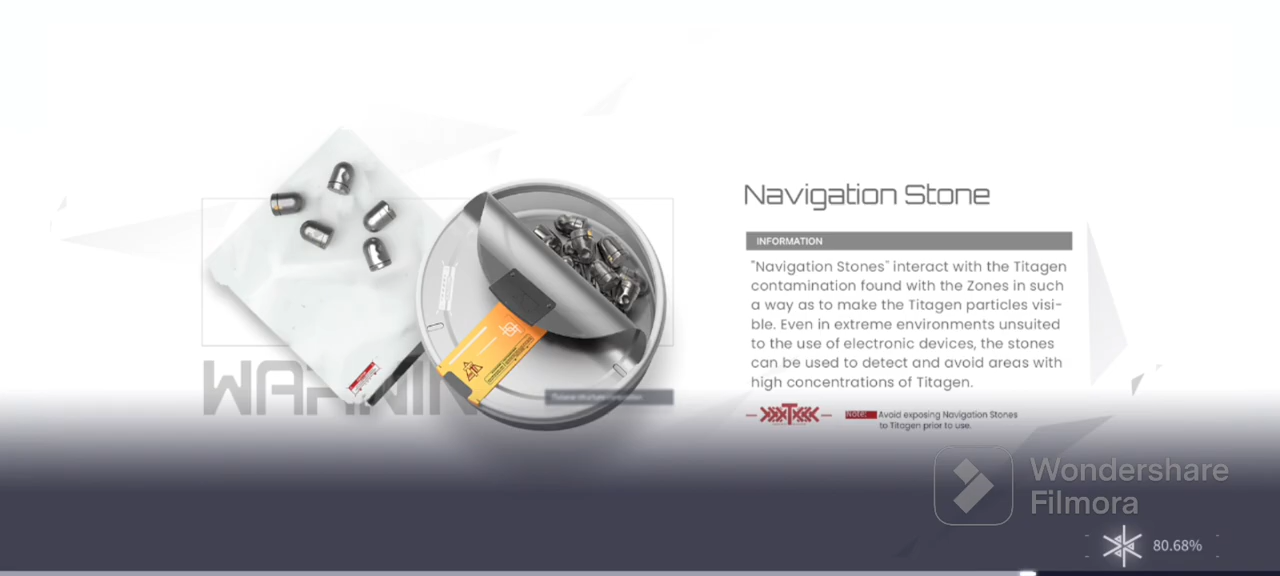 Navigation Stone
INFORMATION
"Navigation Stones" interact with the Titagen
contamination found with the Zones in such
a way as to make the Titagen particles visi-
ble. Even in extreme environments unsuited
to the use of electronic devices, the stones
can be used to detect and avoid areas with
high concentrations of Titagen.
Note: Avoid exposing Navigation Stones
to Titagen prior to use.
WARNIN
Wondershare
Filmora
80.68%